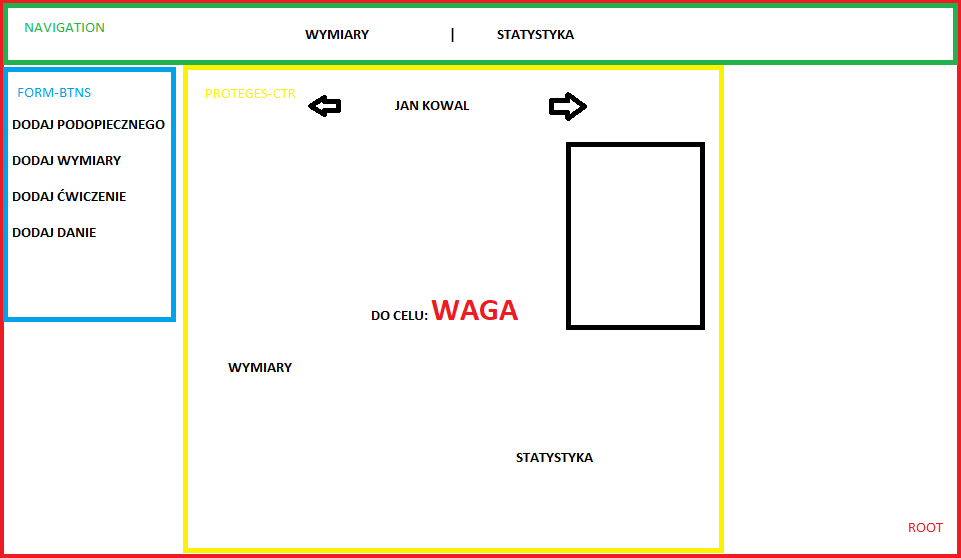 NAVIGATION
WYMIARY | STATYSTYKA
FORM-BTNS
DODAJ PODOPIECZNEGO
DODAJ WYMIARY
DODAJ ĆWICZENIE
DODAJ DANIE
PROTEGES-CTR
JAN KOWAL
DO CELU: WAGA
WYMIARY
STATYSTYKA
ROOT